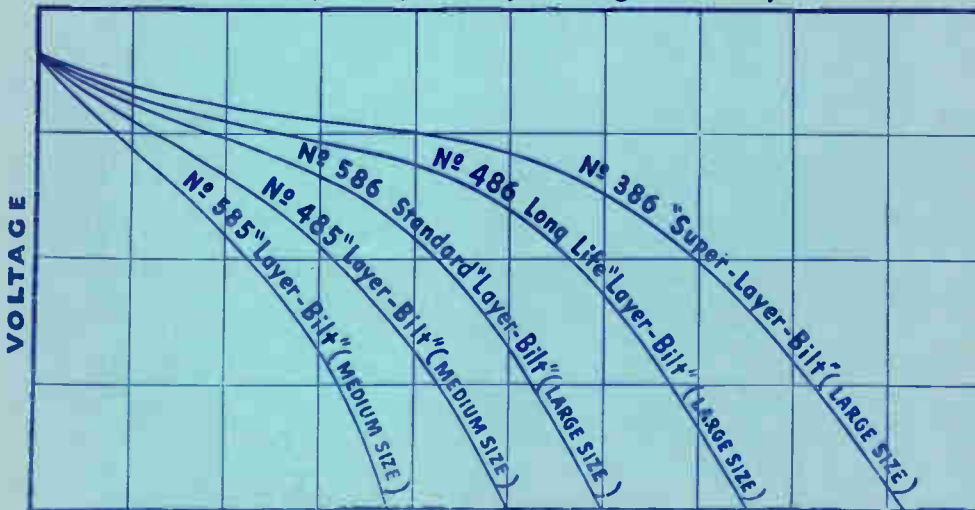 VOLTAGE
Nº 585 "Layer-Bilt" (MEDIUM SIZE)
Nº 485 "Layer-Bilt" (MEDIUM SIZE)
Nº 586 Standard "Layer-Bilt" (LARGE SIZE)
Nº 486 Long Life "Layer-Bilt" (LARGE SIZE)
Nº 386 "Super-Layer-Bilt" (LARGE SIZE)